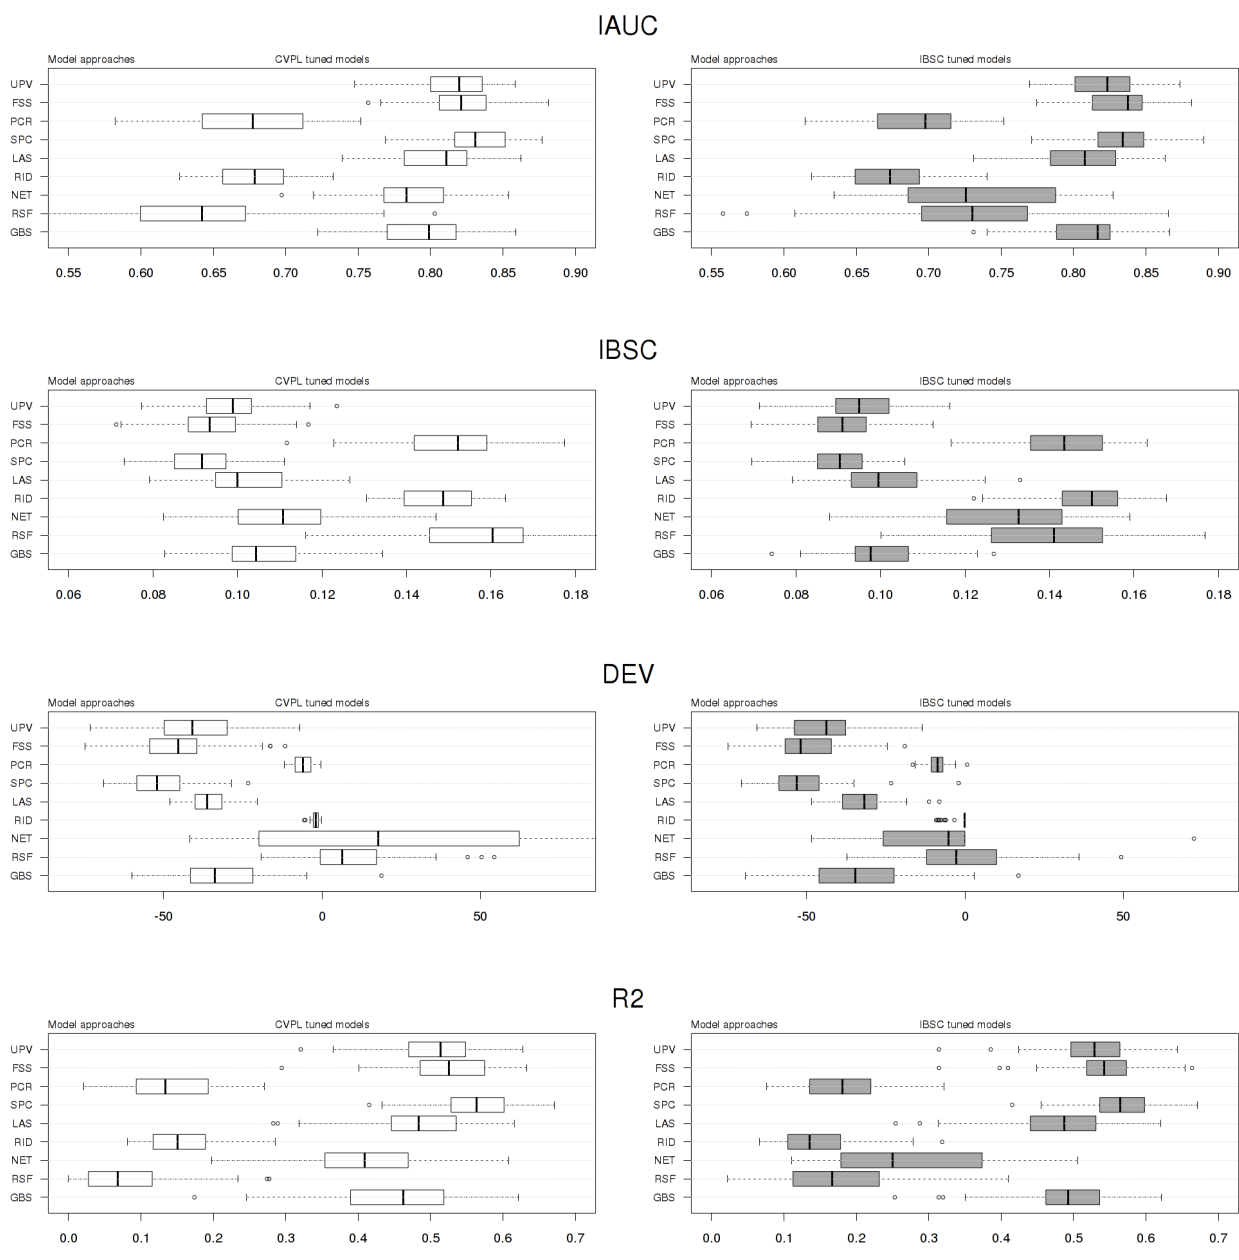 IAUC
Model approaches CVPL tuned models
UPV
FSS
PCR
SPC
LAS
RID
NET
RSF
GBS
0.55 0.60 0.65 0.70 0.75 0.80 0.85 0.90
Model approaches IBSC tuned models
UPV
FSS
PCR
SPC
LAS
RID
NET
RSF
GBS
0.55 0.60 0.65 0.70 0.75 0.80 0.85 0.90
IBSC
Model approaches CVPL tuned models
UPV
FSS
PCR
SPC
LAS
RID
NET
RSF
GBS
0.06 0.08 0.10 0.12 0.14 0.16 0.18
Model approaches IBSC tuned models
UPV
FSS
PCR
SPC
LAS
RID
NET
RSF
GBS
0.06 0.08 0.10 0.12 0.14 0.16 0.18
DEV
Model approaches CVPL tuned models
UPV
FSS
PCR
SPC
LAS
RID
NET
RSF
GBS
-50 0 50
Model approaches IBSC tuned models
UPV
FSS
PCR
SPC
LAS
RID
NET
RSF
GBS
-50 0 50
R2
Model approaches CVPL tuned models
UPV
FSS
PCR
SPC
LAS
RID
NET
RSF
GBS
0.0 0.1 0.2 0.3 0.4 0.5 0.6 0.7
Model approaches IBSC tuned models
UPV
FSS
PCR
SPC
LAS
RID
NET
RSF
GBS
0.0 0.1 0.2 0.3 0.4 0.5 0.6 0.7